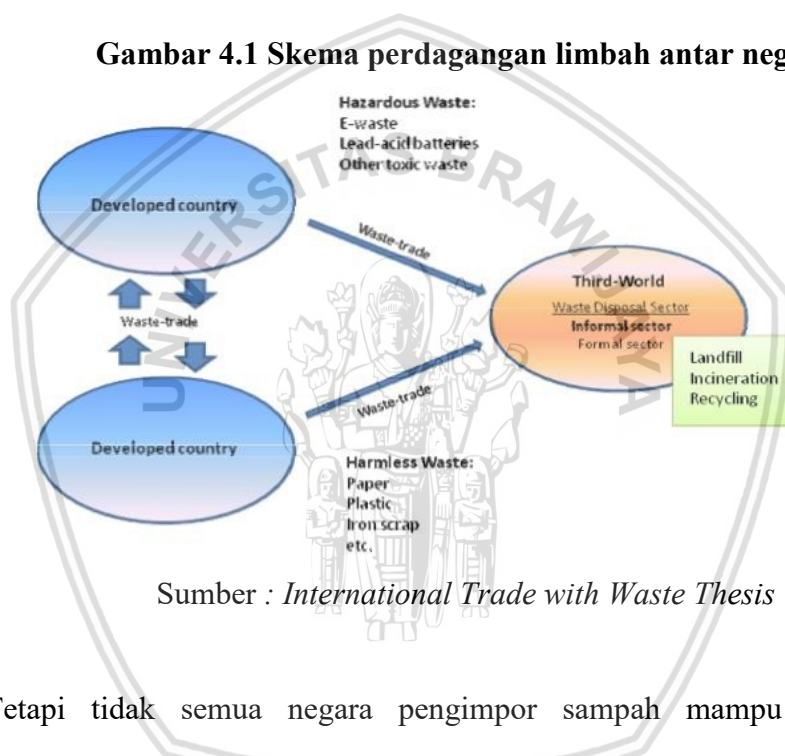 Gambar 4.1 Skema perdagangan limbah antar neg
Hazardous Waste:
E-waste
Lead-acid batteries
Other toxic waste
UNIVERSITAS BRAWIJAYA
Developed country
Waste-trade
Third-World
Waste Disposal Sector
Informal sector
Formal sector
Landfill
Incineration
Recycling
Waste-trade
Waste-trade
Developed country
Harmless Waste:
Paper
Plastic
Iron scrap
etc.
Sumber : International Trade with Waste Thesis
etapi tidak semua negara pengimpor sampah mampu